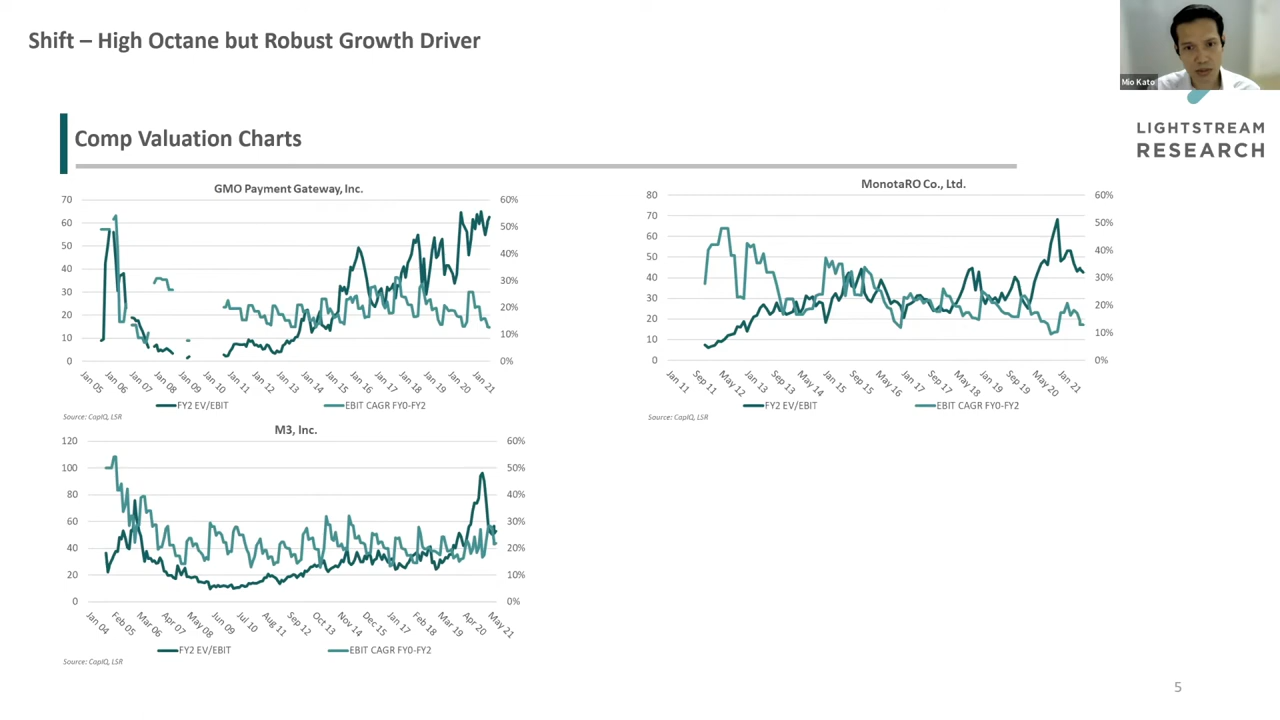 Shift – High Octane but Robust Growth Driver
Mio Kato
LIGHTSTREAM
RESEARCH
Comp Valuation Charts
GMO Payment Gateway, Inc.
70
60
50
40
30
20
10
0
60%
50%
40%
30%
20%
10%
0%
Jan 05
Jan 06
Jan 07
Jan 08
Jan 09
Jan 10
Jan 11
Jan 12
Jan 13
Jan 14
Jan 15
Jan 16
Jan 17
Jan 18
Jan 19
Jan 20
Jan 21
FY2 EV/EBIT
EBIT CAGR FY0-FY2
Source: CapIQ, LSR
MonotaRO Co., Ltd.
80
70
60
50
40
30
20
10
0
60%
50%
40%
30%
20%
10%
0%
Jan 11
Sep 11
May 12
Jan 13
Sep 13
May 14
Jan 15
Sep 15
May 16
Jan 17
Sep 17
May 18
Jan 19
Sep 19
May 20
Jan 21
FY2 EV/EBIT
EBIT CAGR FY0-FY2
Source: CapIQ, LSR
M3, Inc.
120
100
80
60
40
20
0
60%
50%
40%
30%
20%
10%
0%
Jan 04
Feb 05
Mar 06
Apr 07
May 08
Jun 09
Jul 10
Aug 11
Sep 12
Oct 13
Nov 14
Dec 15
Jan 17
Feb 18
Mar 19
Apr 20
May 21
FY2 EV/EBIT
EBIT CAGR FY0-FY2
Source: CapIQ, LSR
5